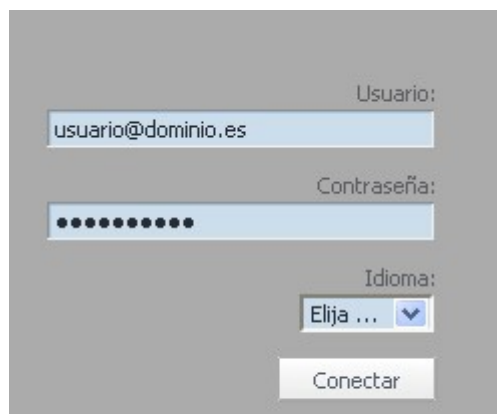 Usuario:
usuario@dominio.es
Contraseña:
●●●●●●●●●●
Idioma:
Elija ...
Conectar